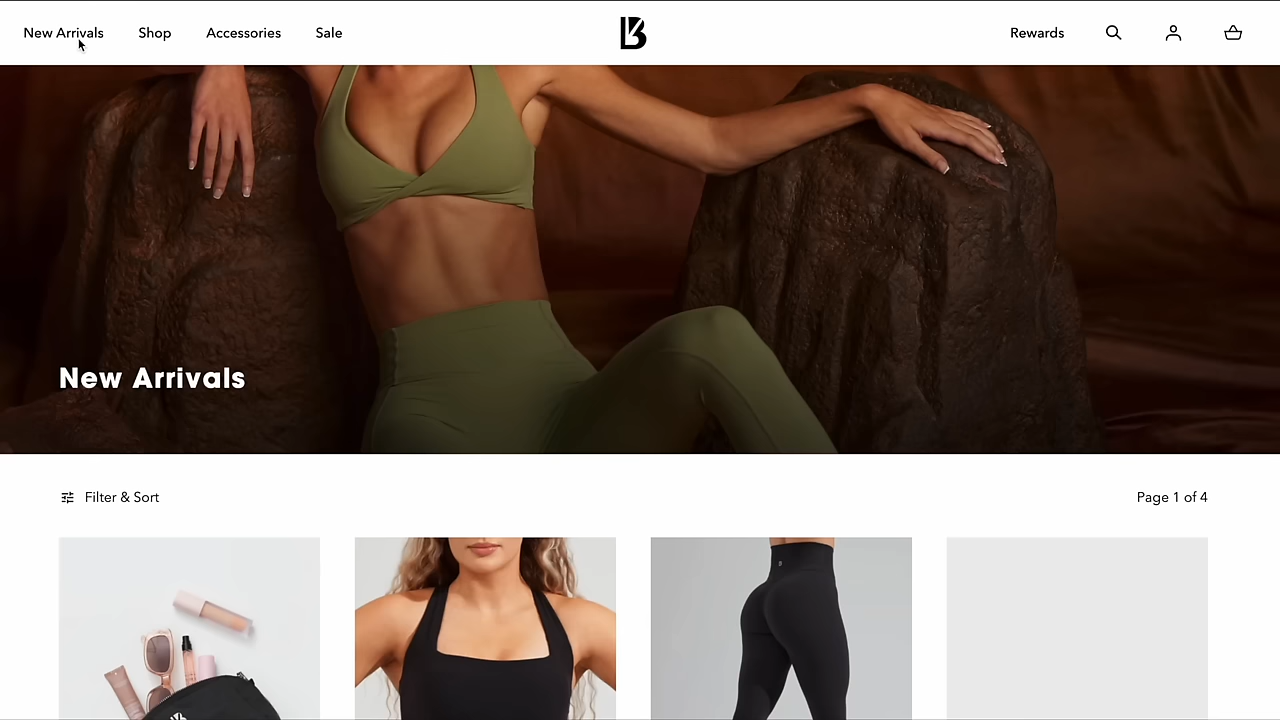 New Arrivals
Shop
Accessories
Sale
B
Rewards
New Arrivals
Filter & Sort
Page 1 of 4